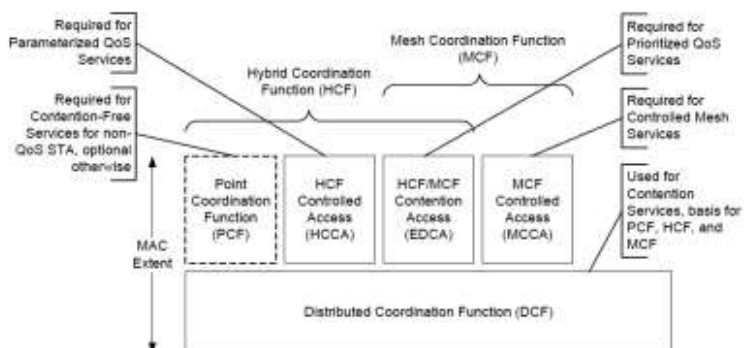 Required for
Parameterized QoS
Services
Mesh Coordination Function
(MCF)
Required for
Prioritized QoS
Services
Hybrid Coordination
Function (HCF)
Required for
Contention-Free
Services for non-
QoS STA, optional
otherwise
Required for
Controlled Mesh
Services
Point
Coordination
Function
(PCF)
HCF
Controlled
Access
(HCCA)
HCF/MCF
Contention
Access
(EDCA)
MCF
Controlled
Access
(MCCA)
Used for
Contention
Services, basis for
PCF, HCF, and
MCF
MAC
Extent
Distributed Coordination Function (DCF)